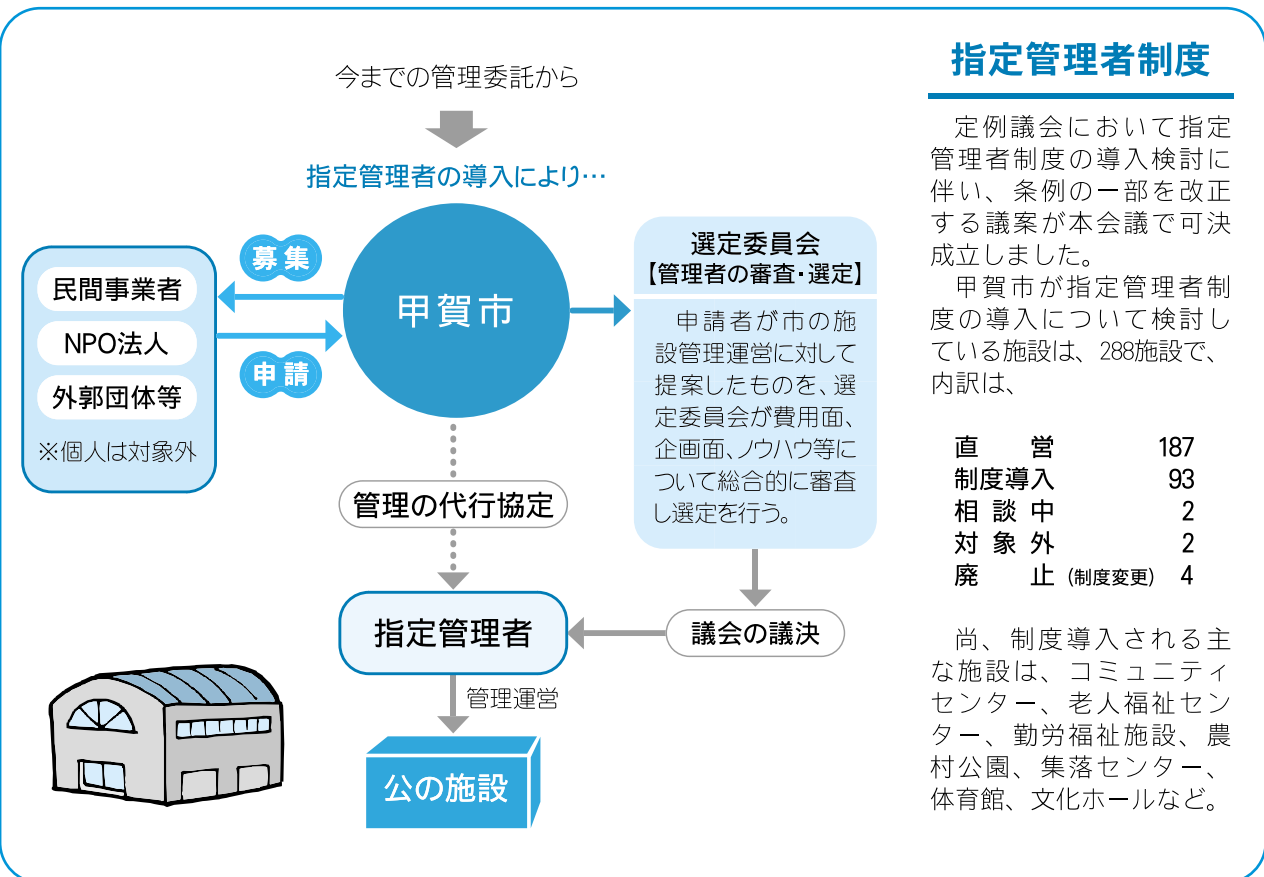 今までの管理委託から
指定管理者の導入により…
募集
民間事業者
NPO法人
外郭団体等
※個人は対象外
申請
甲賀市
選定委員会
【管理者の審査・選定】
申請者が市の施
設管理運営に対して
提案したものを、選
定委員会が費用面、
企画面、ノウハウ等に
ついて総合的に審査
し選定を行う。
管理の代行協定
議会の議決
指定管理者
管理運営
公の施設
指定管理者制度
定例議会において指定
管理者制度の導入検討に
伴い、条例の一部を改正
する議案が本会議で可決
成立しました。
甲賀市が指定管理者制
度の導入について検討し
ている施設は、288施設で、
内訳は、
直営 187
制度導入 93
相談中 2
対象外 2
廃止 (制度変更) 4
尚、制度導入される主
な施設は、コミュニティ
センター、老人福祉セン
ター、勤労福祉施設、農
村公園、集落センター、
体育館、文化ホールなど。